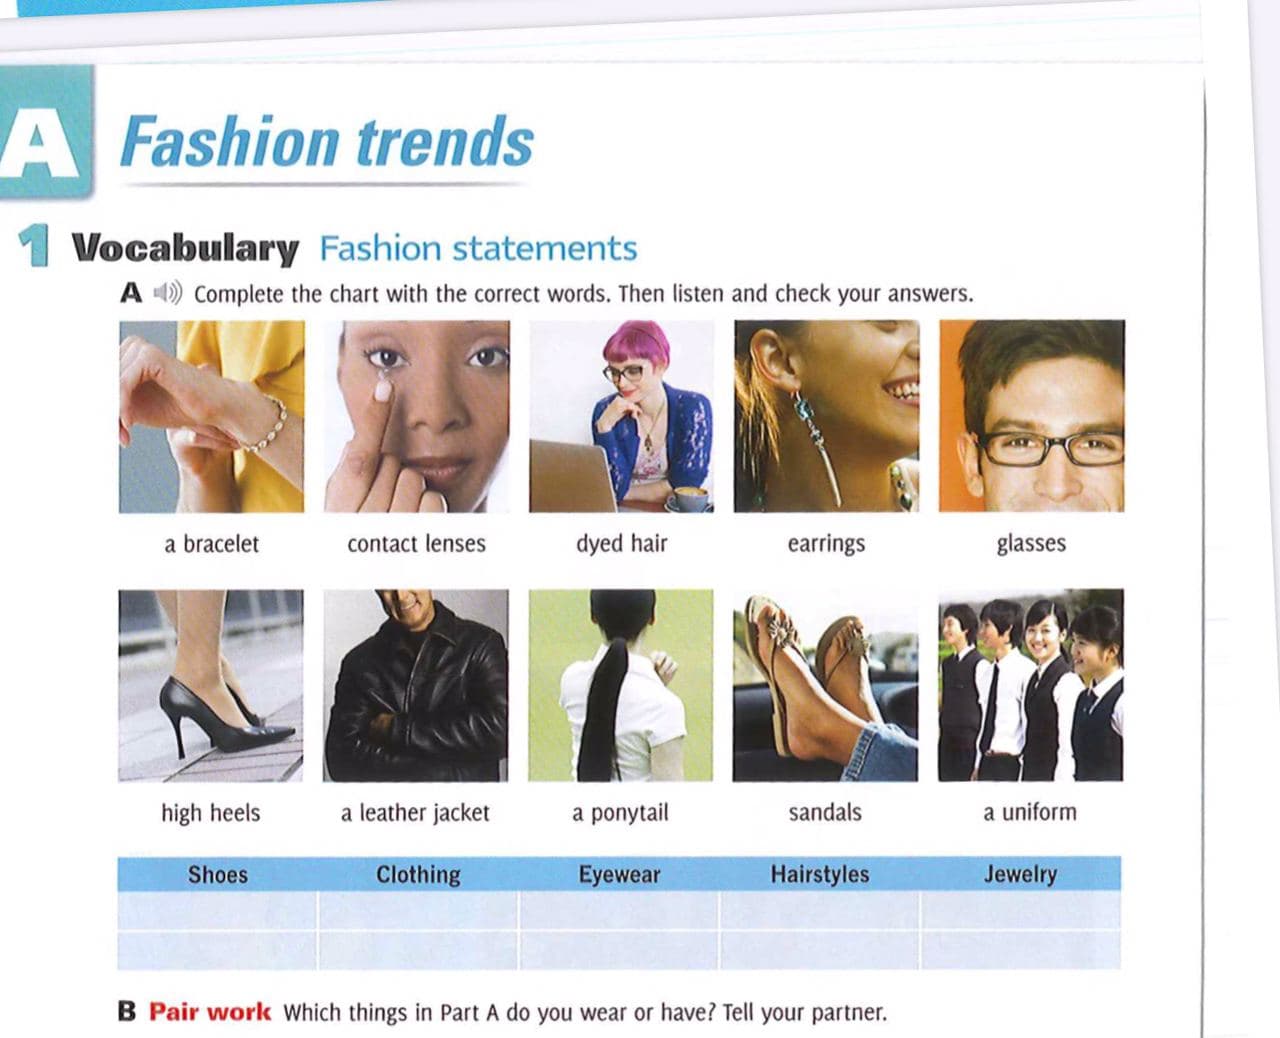 A
Fashion trends
1 Vocabulary Fashion statements
A Complete the chart with the correct words. Then listen and check your answers.
a bracelet contact lenses dyed hair earrings glasses
high heels a leather jacket a ponytail sandals a uniform
Shoes Clothing Eyewear Hairstyles Jewelry
B Pair work Which things in Part A do you wear or have? Tell your partner.